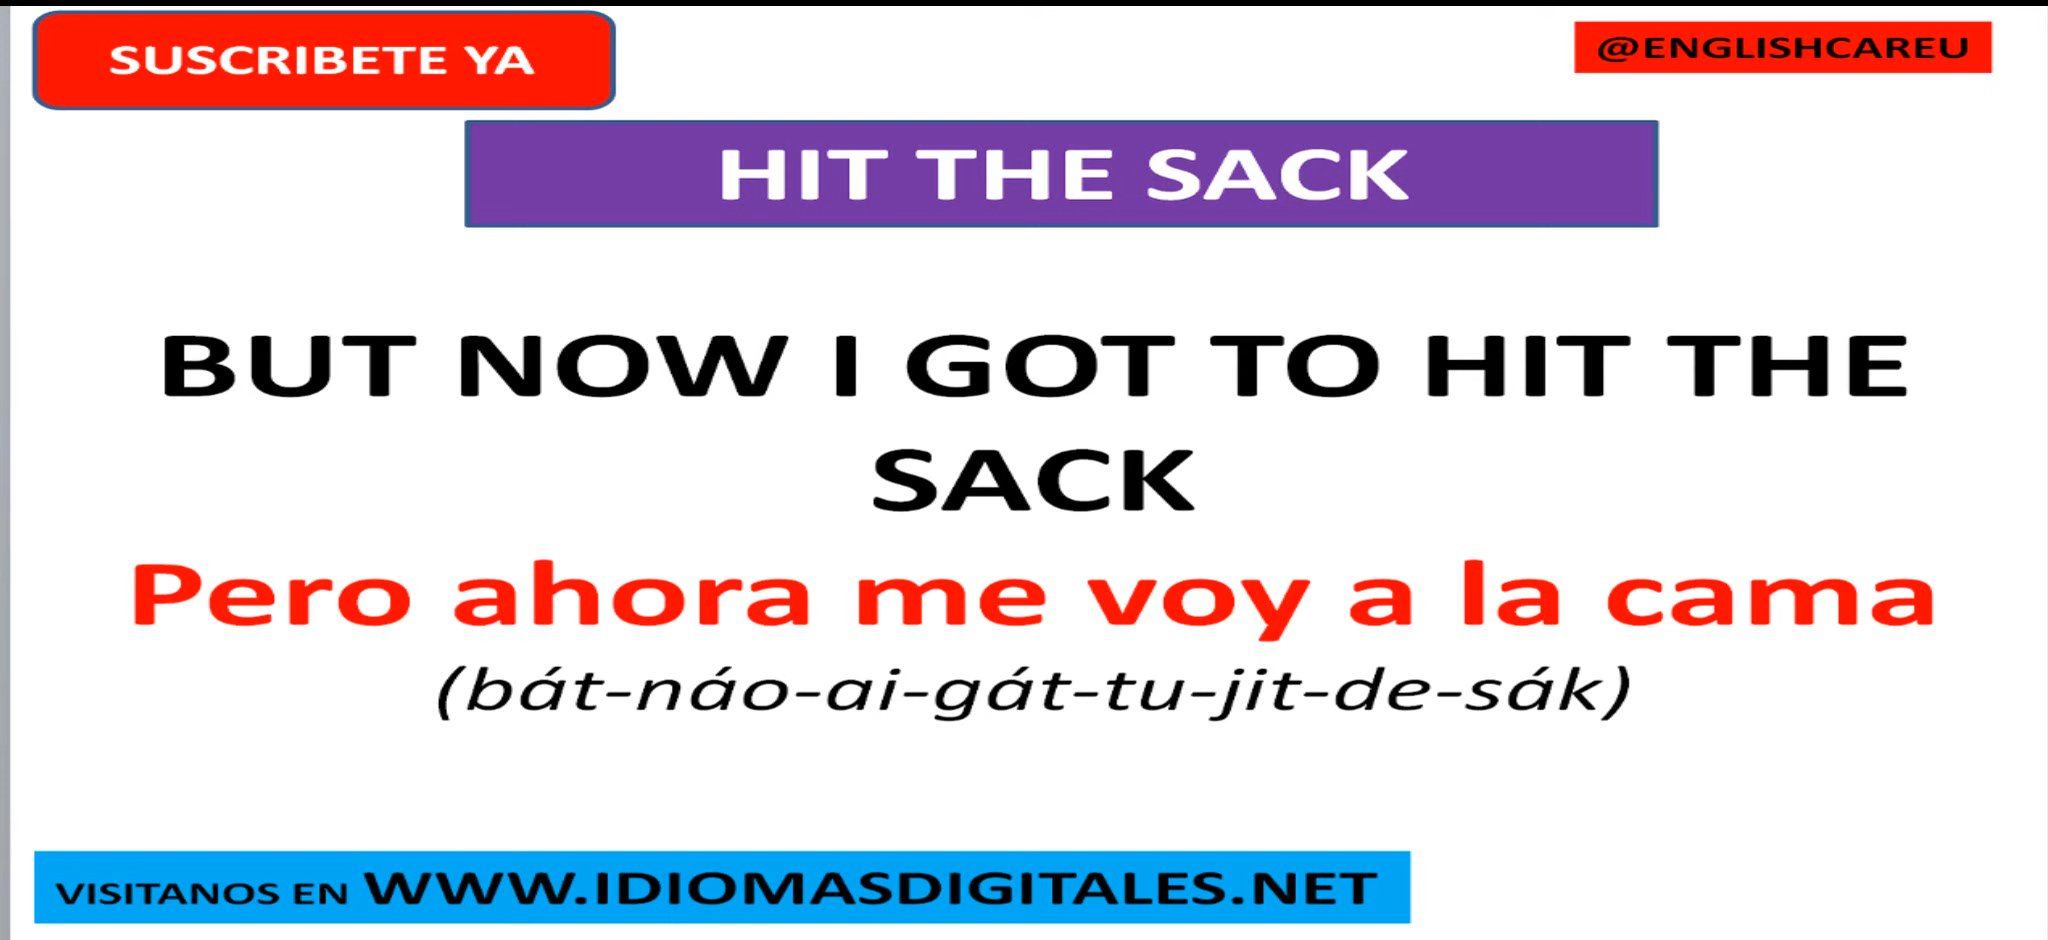 SUSCRIBETE YA
@ENGLISHCAREU
HIT THE SACK
BUT NOW I GOT TO HIT THE
SACK
Pero ahora me voy a la cama
(bát-náo-ai-gát-tu-jit-de-sák)
VISITANOS EN WWW.IDIOMASDIGITALES.NET